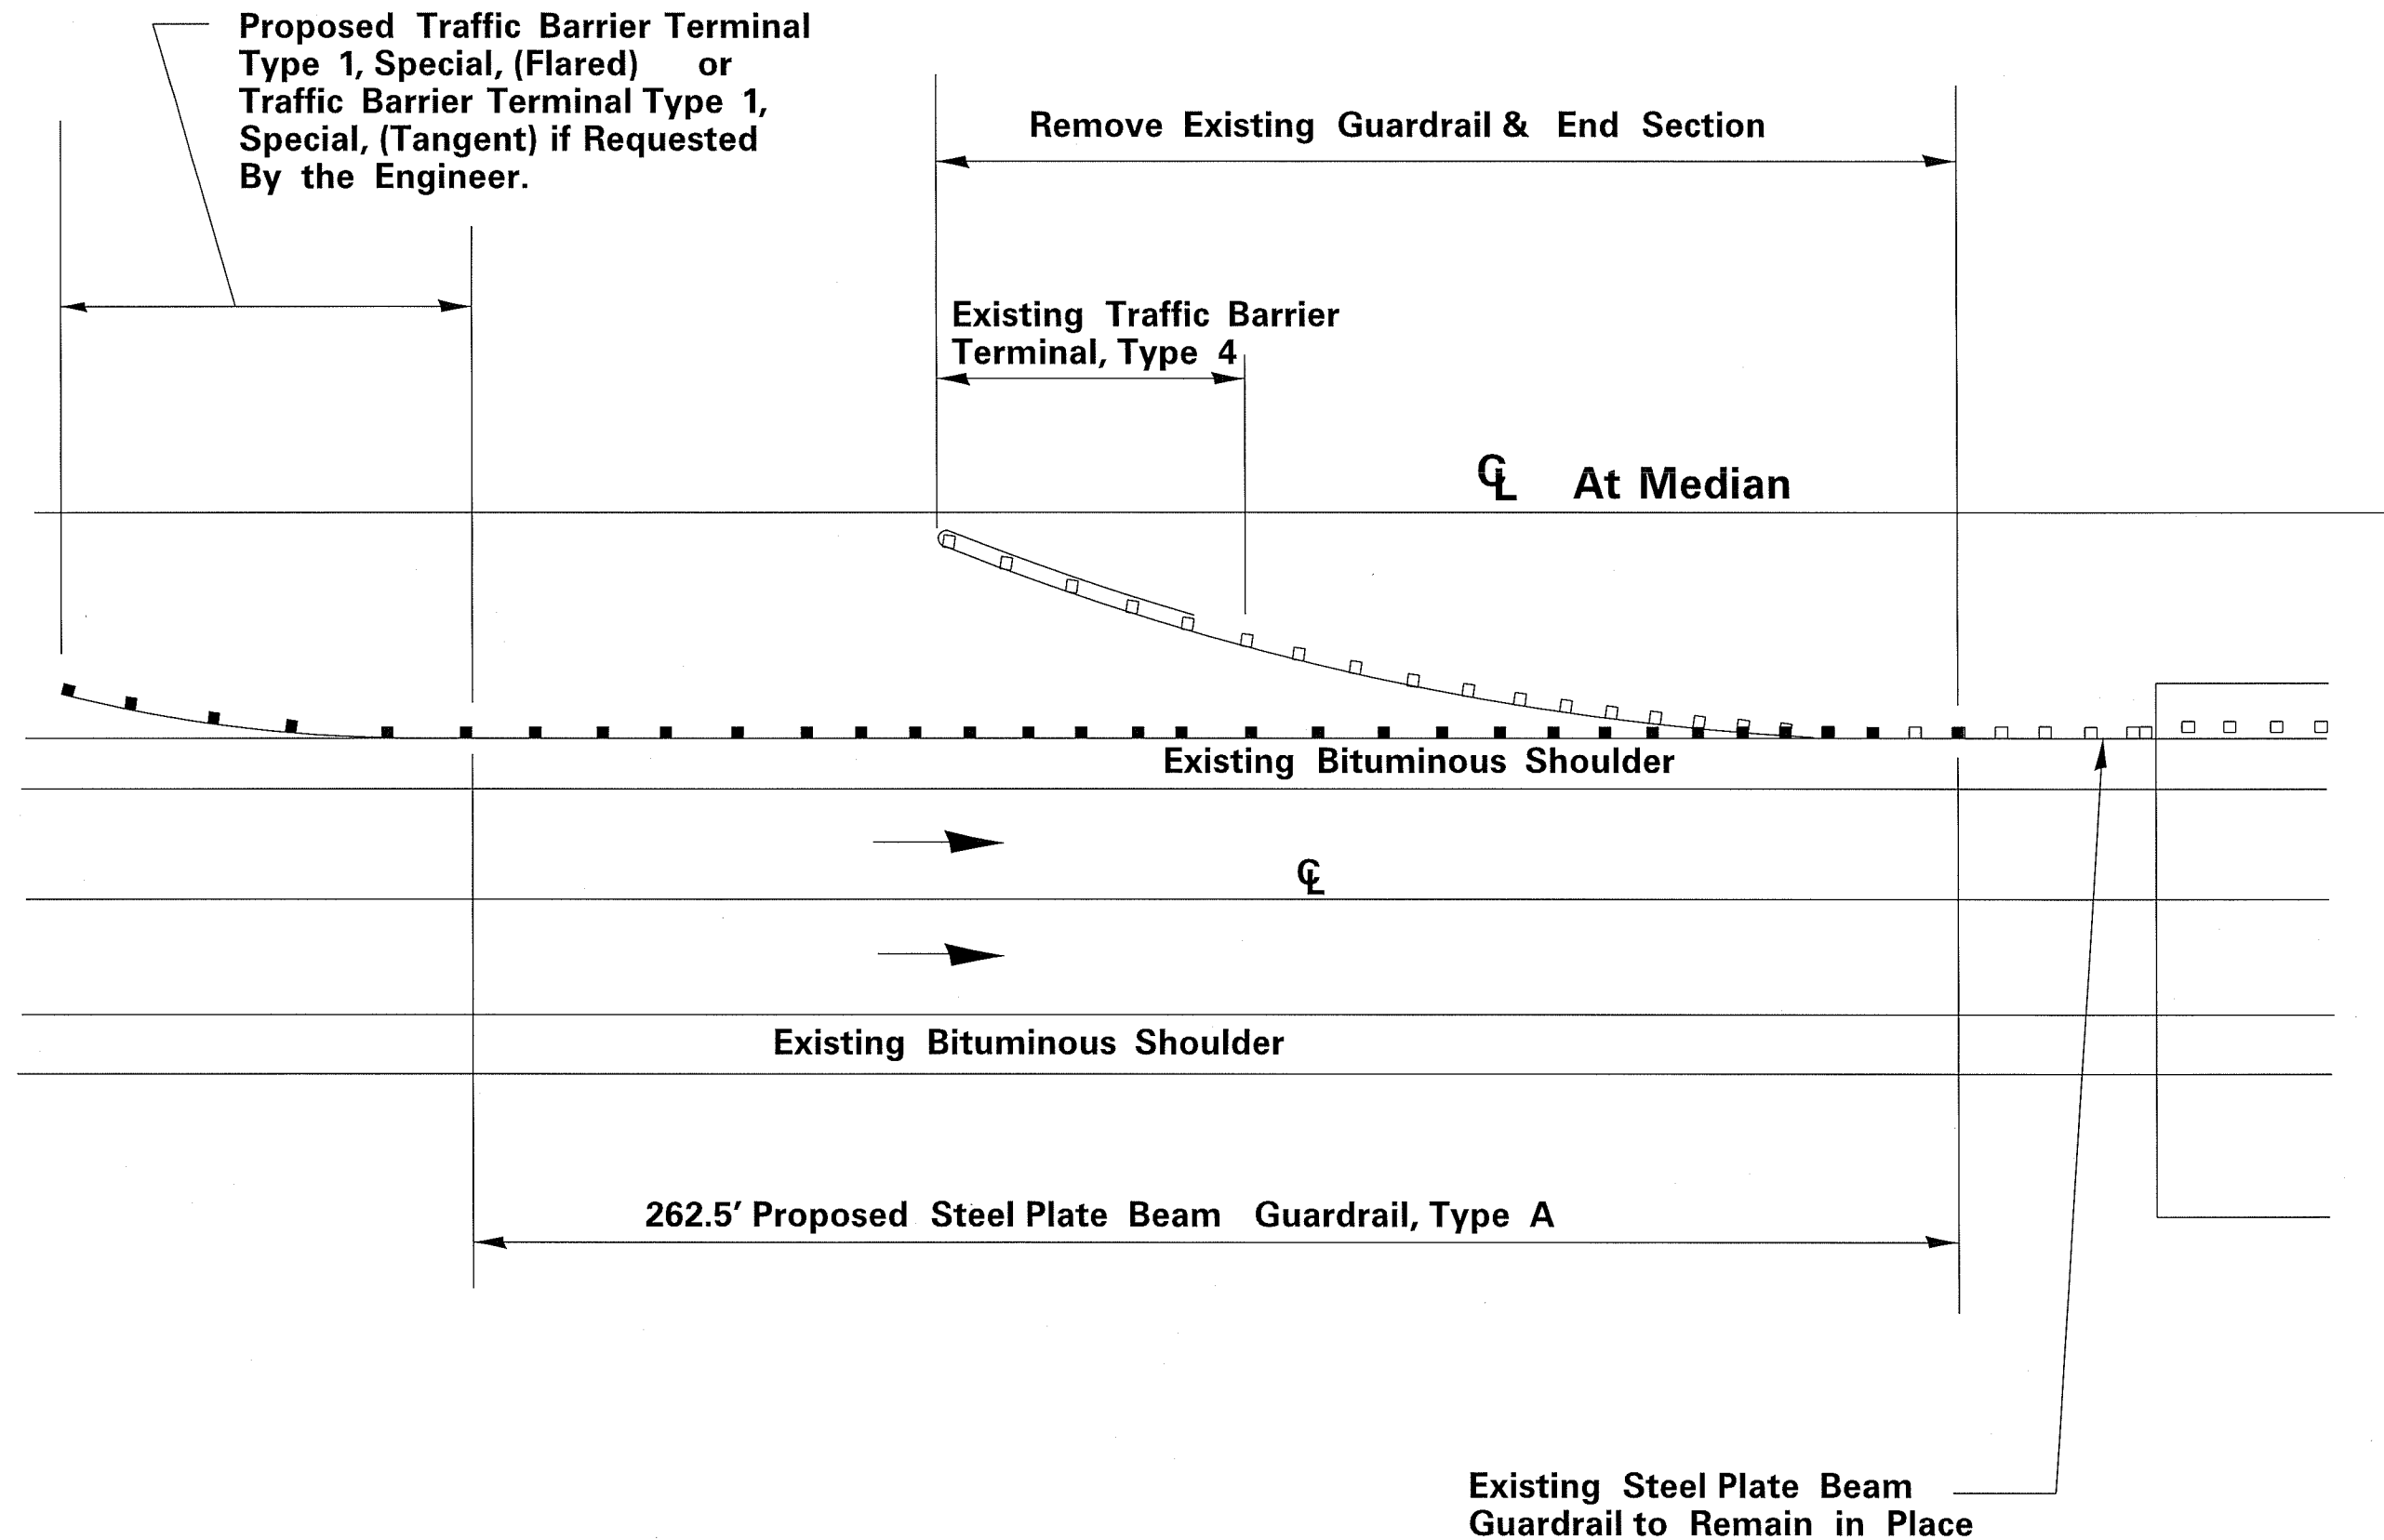 Proposed Traffic Barrier Terminal
Type 1, Special, (Flared) or
Traffic Barrier Terminal Type 1,
Special, (Tangent) if Requested
By the Engineer.
Remove Existing Guardrail & End Section
Existing Traffic Barrier
Terminal, Type 4
CL At Median
Existing Bituminous Shoulder
CL
Existing Bituminous Shoulder
262.5' Proposed Steel Plate Beam Guardrail, Type A
Existing Steel Plate Beam
Guardrail to Remain in Place